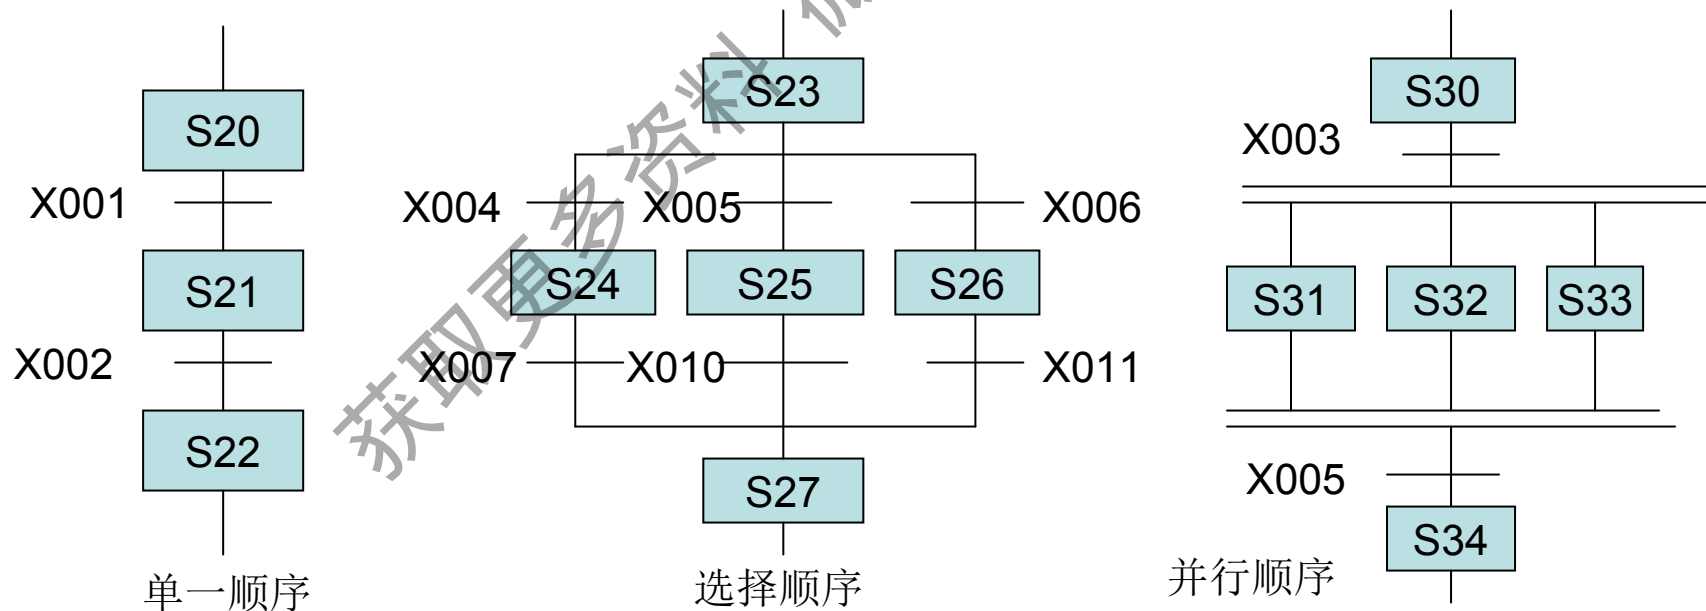 S20
X001
S21
X002
S22
单一顺序
S23
X004
X005
X006
S24
S25
S26
X007
X010
X011
S27
选择顺序
S30
X003
S31
S32
S33
X005
S34
并行顺序
获取更多资料